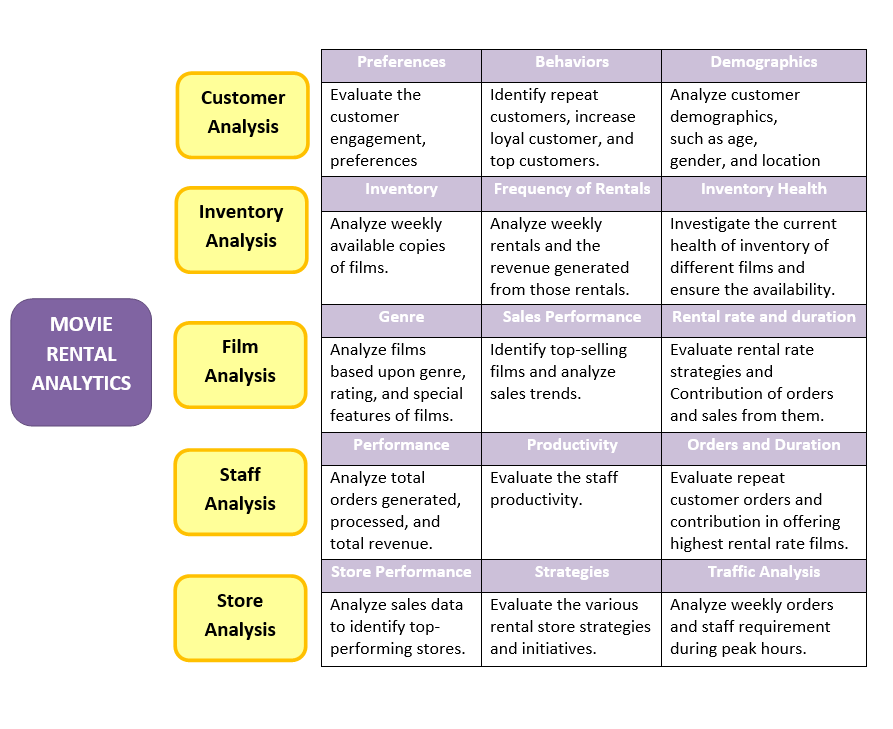 MOVIE
RENTAL
ANALYTICS
Customer
Analysis
Preferences
Behaviors
Demographics
Evaluate the
customer
engagement,
preferences
Identify repeat
customers, increase
loyal customer, and
top customers.
Analyze customer
demographics,
such as age,
gender, and location
Inventory
Analysis
Inventory
Frequency of Rentals
Inventory Health
Analyze weekly
available copies
of films.
Analyze weekly
rentals and the
revenue generated
from those rentals.
Investigate the current
health of inventory of
different films and
ensure the availability.
Film
Analysis
Genre
Sales Performance
Rental rate and duration
Analyze films
based upon genre,
rating, and special
features of films.
Identify top-selling
films and analyze
sales trends.
Evaluate rental rate
strategies and
Contribution of orders
and sales from them.
Staff
Analysis
Performance
Productivity
Orders and Duration
Analyze total
orders generated,
processed, and
total revenue.
Evaluate the staff
productivity.
Evaluate repeat
customer orders and
contribution in offering
highest rental rate films.
Store
Analysis
Store Performance
Strategies
Traffic Analysis
Analyze sales data
to identify top-
performing stores.
Evaluate the various
rental store strategies
and initiatives.
Analyze weekly orders
and staff requirement
during peak hours.